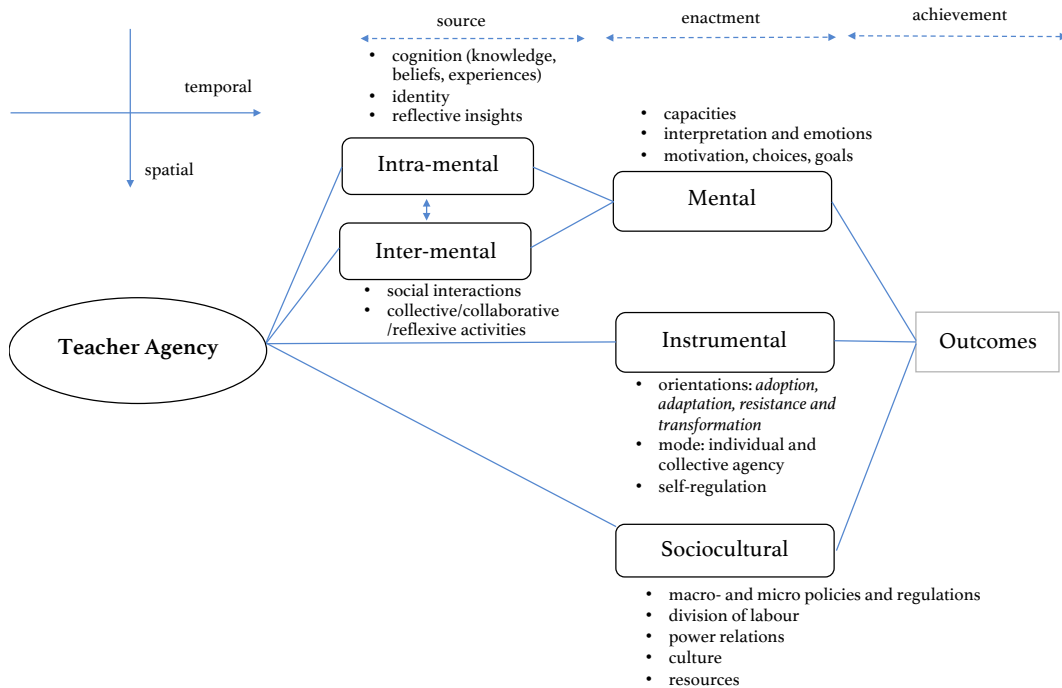 source
enactment
achievement
• cognition (knowledge,
beliefs, experiences)
• identity
• reflective insights
temporal
spatial
• capacities
• interpretation and emotions
• motivation, choices, goals
Intra-mental
Mental
Inter-mental
• social interactions
• collective/collaborative
/reflexive activities
Teacher Agency
Instrumental
Outcomes
• orientations: adoption,
adaptation, resistance and
transformation
• mode: individual and
collective agency
• self-regulation
Sociocultural
• macro- and micro policies and regulations
• division of labour
• power relations
• culture
• resources